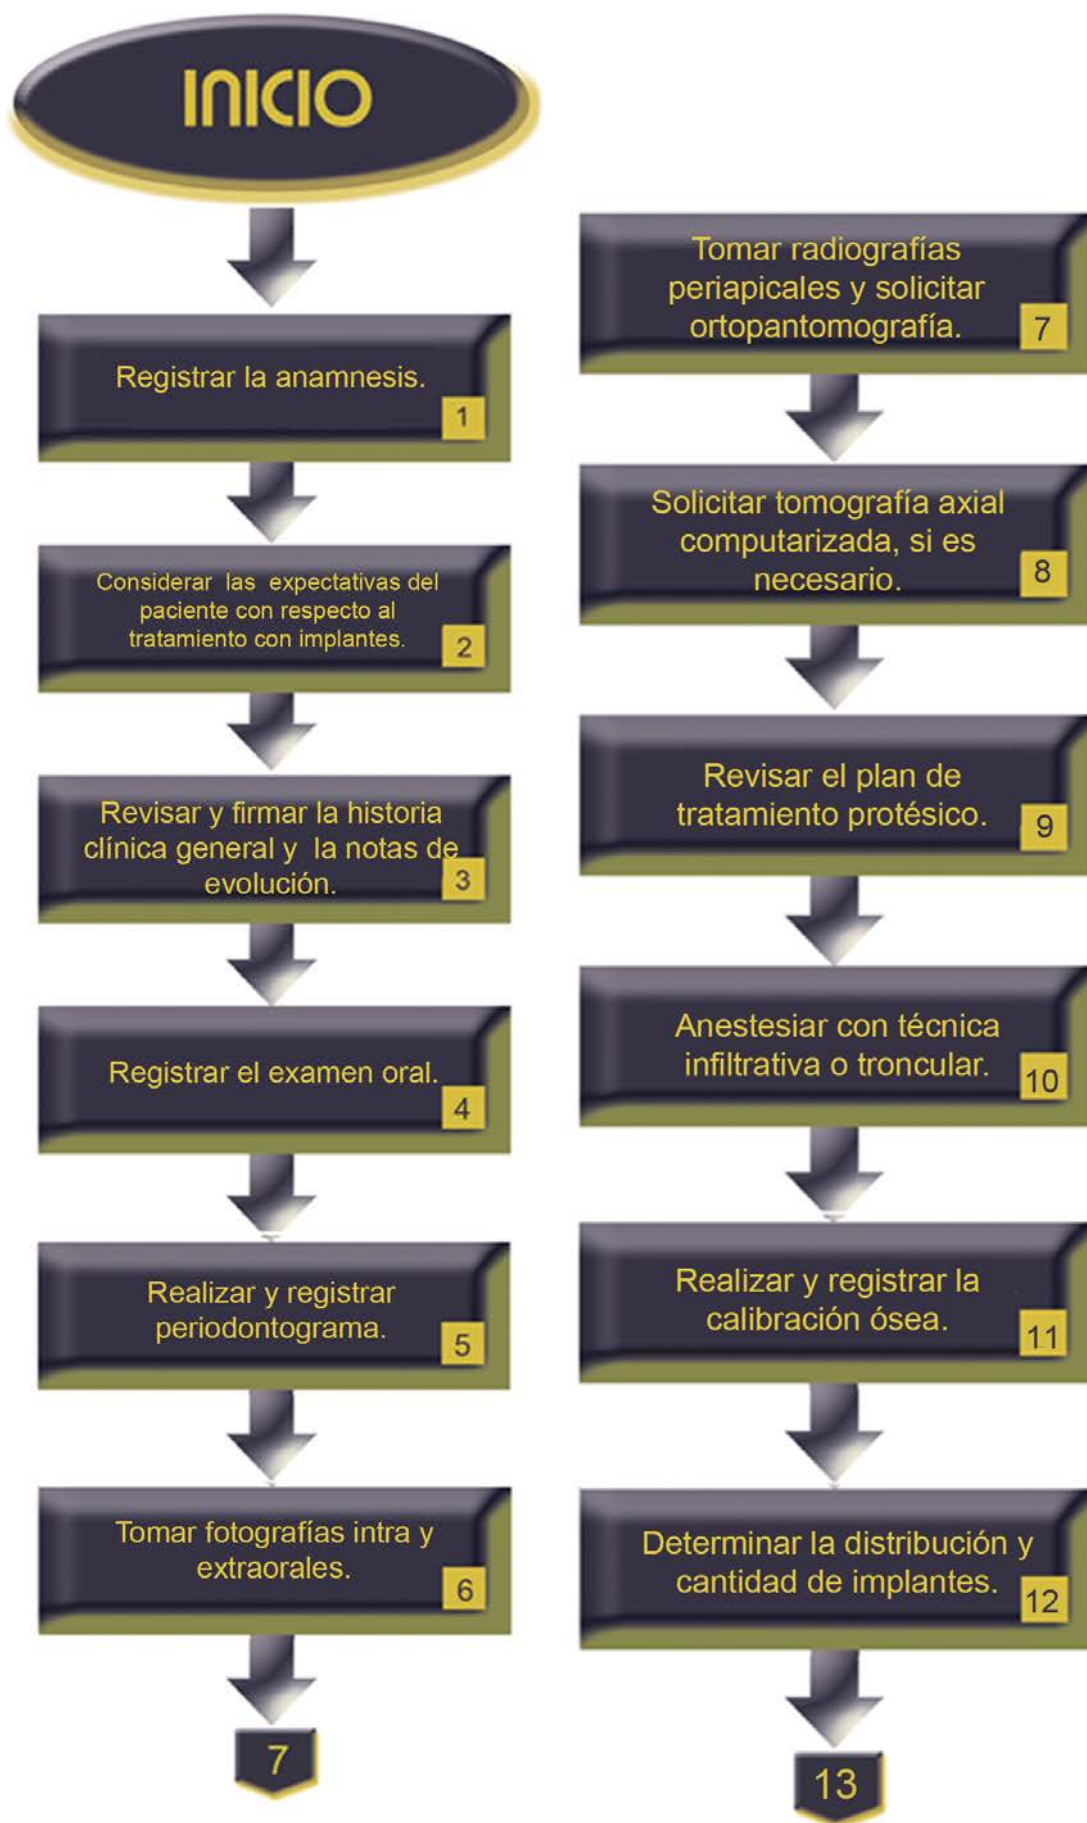 INICIO
Registrar la anamnesis.
1
Considerar las expectativas del
paciente con respecto al
tratamiento con implantes.
2
Revisar y firmar la historia
clínica general y la notas de
evolución.
3
Registrar el examen oral.
4
Realizar y registrar
periodontograma.
5
Tomar fotografías intra y
extraorales.
6
7
Tomar radiografías
periapicales y solicitar
ortopantomografía.
7
Solicitar tomografía axial
computarizada, si es
necesario.
8
Revisar el plan de
tratamiento protésico.
9
Anestesiar con técnica
infiltrativa o troncular.
10
Realizar y registrar la
calibración ósea.
11
Determinar la distribución y
cantidad de implantes.
12
13